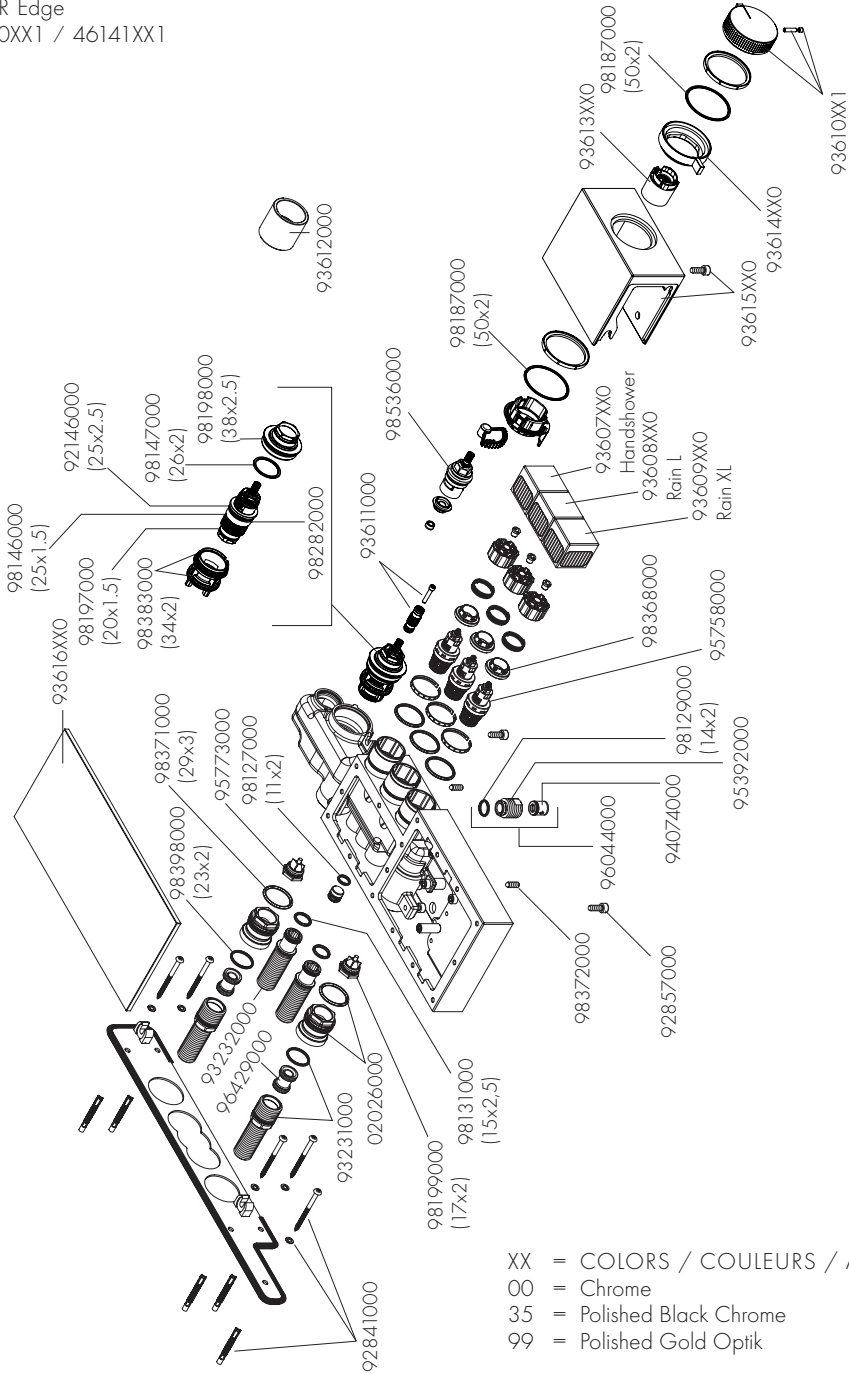 R Edge
0XX1 / 46141XX1
98187000
(50x2)
93613XX0
93610XX1
93614XX0
93615XX0
93612000
98187000
(50x2)
98536000
93607XX0
Handshower
93608XX0
Rain L
93609XX0
Rain XL
92146000
(25x2.5)
98147000
(26x2)
98198000
(38x2.5)
98146000
(25x1.5)
98197000
(20x1.5)
98383000
(34x2)
98282000
93611000
98368000
95758000
93616XX0
98371000
(29x3)
95773000
98127000
(11x2)
98398000
(23x2)
98129000
(14x2)
95392000
94074000
96044000
98372000
92857000
93232000
96429000
93231000
02026000
98199000
(17x2)
98131000
(15x2,5)
92841000
XX = COLORS / COULEURS /
00 = Chrome
35 = Polished Black Chrome
99 = Polished Gold Optik